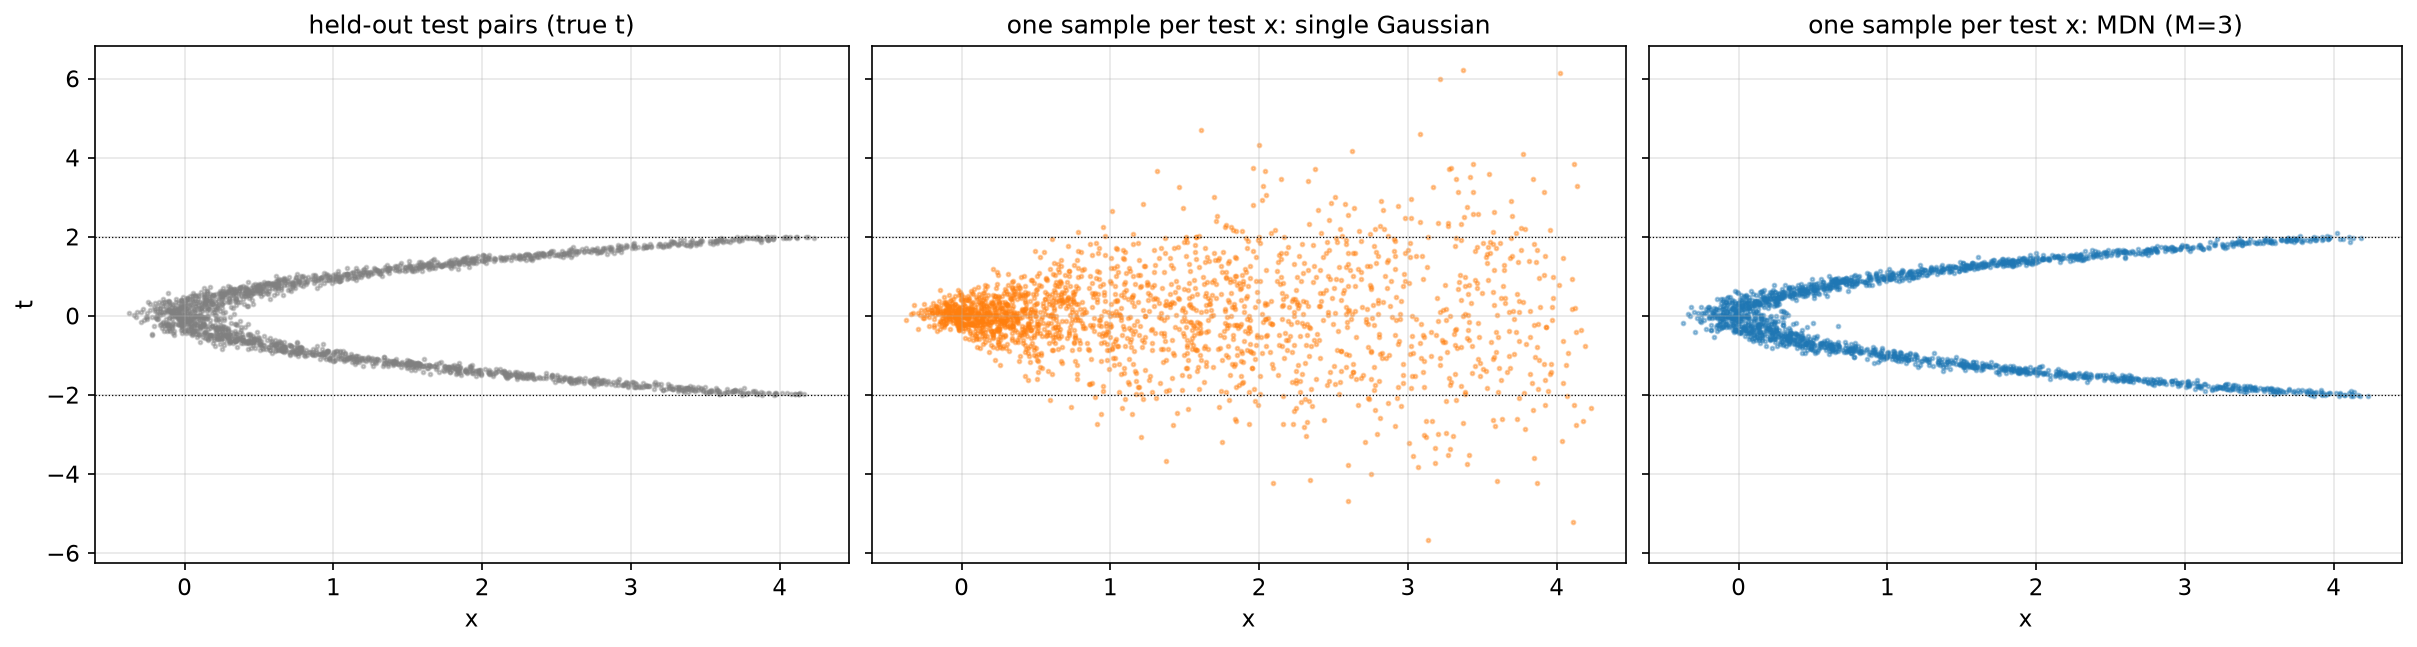 held-out test pairs (true t)
one sample per test x: single Gaussian
one sample per test x: MDN (M=3)
t
6
4
2
0
−2
−4
−6
0 1 2 3 4
0 1 2 3 4
0 1 2 3 4
x
x
x